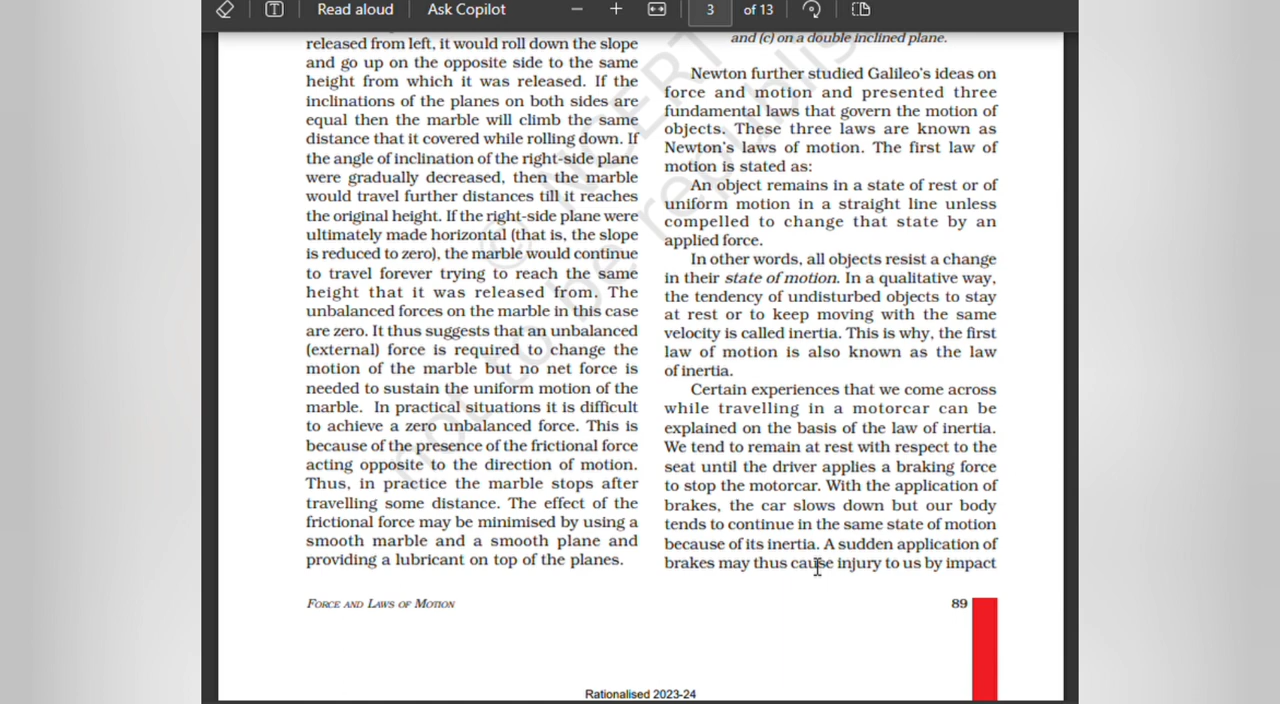 Read aloud
Ask Copilot
3
of 13
released from left, it would roll down the slope
and go up on the opposite side to the same
height from which it was released. If the
inclinations of the planes on both sides are
equal then the marble will climb the same
distance that it covered while rolling down. If
the angle of inclination of the right-side plane
were gradually decreased, then the marble
would travel further distances till it reaches
the original height. If the right-side plane were
ultimately made horizontal (that is, the slope
is reduced to zero), the marble would continue
to travel forever trying to reach the same
height that it was released from. The
unbalanced forces on the marble in this case
are zero. It thus suggests that an unbalanced
(external) force is required to change the
motion of the marble but no net force is
needed to sustain the uniform motion of the
marble. In practical situations it is difficult
to achieve a zero unbalanced force. This is
because of the presence of the frictional force
acting opposite to the direction of motion.
Thus, in practice the marble stops after
travelling some distance. The effect of the
frictional force may be minimised by using a
smooth marble and a smooth plane and
providing a lubricant on top of the planes.
and (c) on a double inclined plane.
Newton further studied Galileo's ideas on
force and motion and presented three
fundamental laws that govern the motion of
objects. These three laws are known as
Newton's laws of motion. The first law of
motion is stated as:
An object remains in a state of rest or of
uniform motion in a straight line unless
compelled to change that state by an
applied force.
In other words, all objects resist a change
in their state of motion. In a qualitative way,
the tendency of undisturbed objects to stay
at rest or to keep moving with the same
velocity is called inertia. This is why, the first
law of motion is also known as the law
of inertia.
Certain experiences that we come across
while travelling in a motorcar can be
explained on the basis of the law of inertia.
We tend to remain at rest with respect to the
seat until the driver applies a braking force
to stop the motorcar. With the application of
brakes, the car slows down but our body
tends to continue in the same state of motion
because of its inertia. A sudden application of
brakes may thus cause injury to us by impact
FORCE AND LAWS OF MOTION
89
Rationalised 2023-24
© NCERT
not to be republis